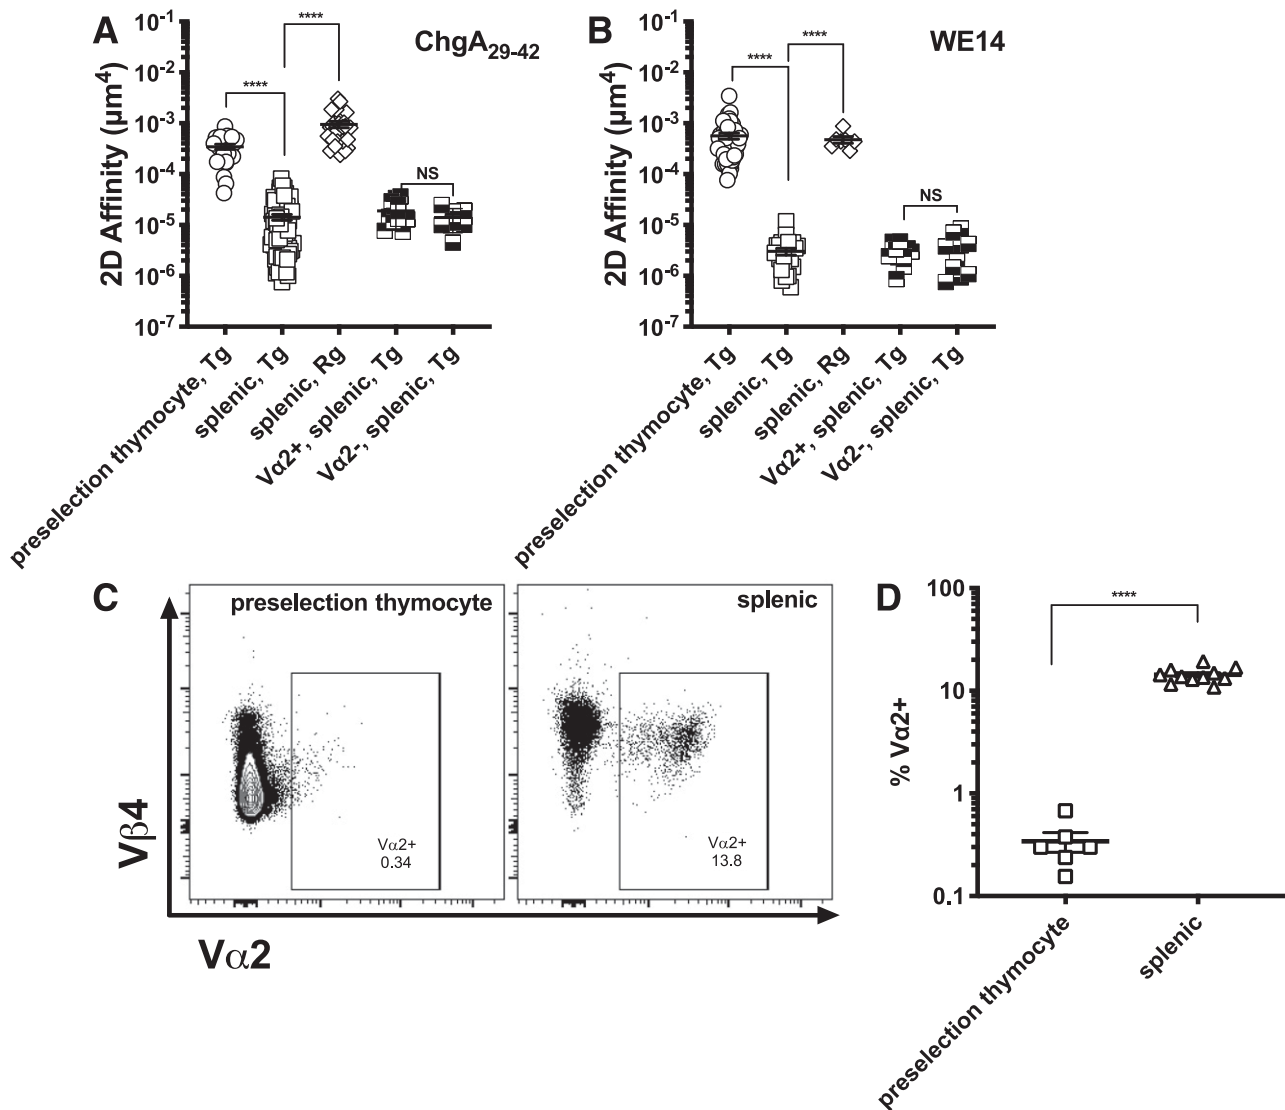 A
ChgA29-42
2D Affinity (μm4)
10-1
10-2
10-3
10-4
10-5
10-6
10-7
****
****
NS
preselection thymocyte, Tg
splenic, Tg
splenic, Rg
Vα2+, splenic, Tg
Vα2-, splenic, Tg
B
WE14
2D Affinity (μm4)
10-1
10-2
10-3
10-4
10-5
10-6
10-7
****
****
NS
preselection thymocyte, Tg
splenic, Tg
splenic, Rg
Vα2+, splenic, Tg
Vα2-, splenic, Tg
C
preselection thymocyte
Vα2+
0.34
splenic
Vα2+
13.8
Vβ4
Vα2
D
% Vα2+
100
10
1
0.1
****
preselection thymocyte
splenic